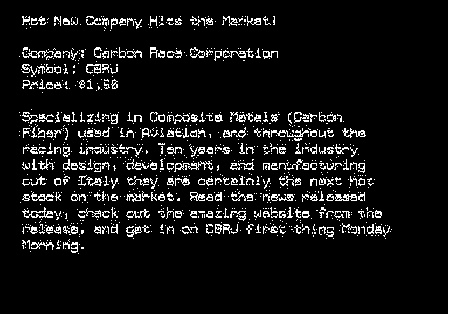 Hot New Company Hits the Market!
Company: Carbon Race Corporation
Symbol: CBRJ
Price: $1.
Specializing in Composite Metals (Carbon
Fiber) used in Aviation, and throughout the
racing industry. Ten years in the industry
with design, development, and manufacturing
out of Italy they are certainly the next hot
stock on the market. Read the news released
today, check out the amazing website from the
release, and get in on CBRJ first thing Monday
Morning.